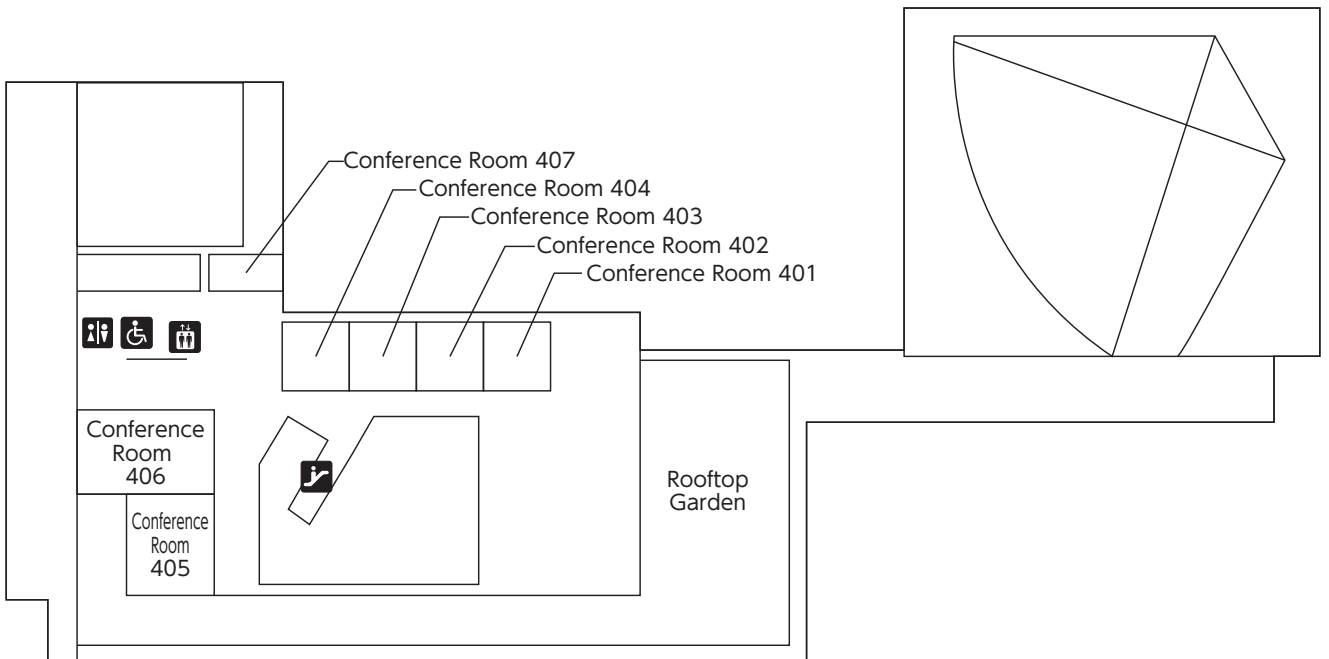 Conference Room 407
Conference Room 404
Conference Room 403
Conference Room 402
Conference Room 401
Conference
Room
406
Conference
Room
405
Rooftop
Garden